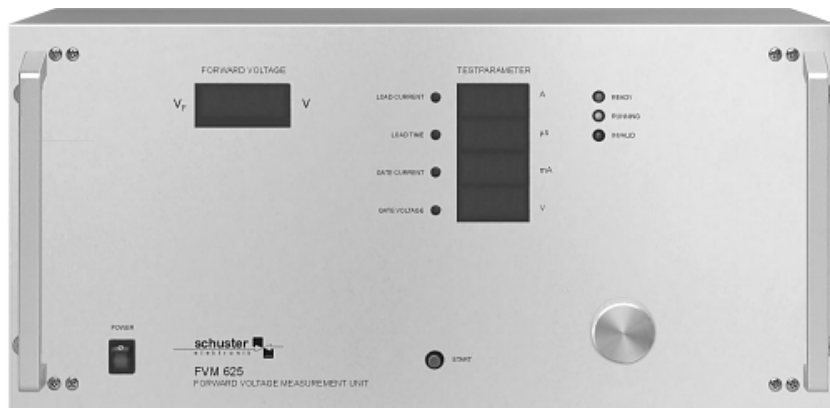 FORWARD VOLTAGE
V_F V
TESTPARAMETER
LOAD CURRENT A
LOAD TIME µS
GATE CURRENT mA
GATE VOLTAGE V
READY
RUNNING
INVALID
POWER
schuster
elektronik
START
FVM 625
FORWARD VOLTAGE MEASUREMENT UNIT